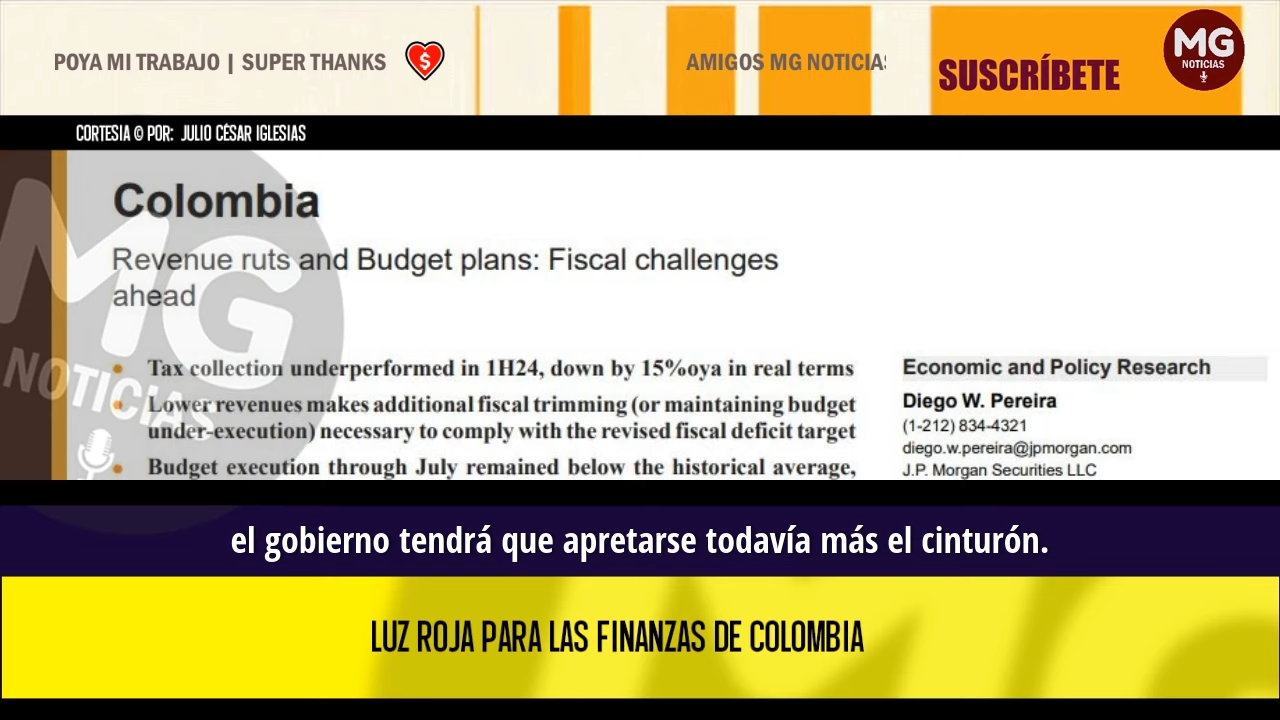 POYA MI TRABAJO | SUPER THANKS
AMIGOS MG NOTICIAS
SUSCRÍBETE
MG
NOTICIAS
CORTESIA © POR: JULIO CÉSAR IGLESIAS
Colombia
Revenue ruts and Budget plans: Fiscal challenges
ahead
Tax collection underperformed in 1H24, down by 15%oya in real terms
Lower revenues makes additional fiscal trimming (or maintaining budget
under-execution) necessary to comply with the revised fiscal deficit target
Budget execution through July remained below the historical average,
Economic and Policy Research
Diego W. Pereira
(1-212) 834-4321
diego.w.pereira@jpmorgan.com
J.P. Morgan Securities LLC
MG
NOTICIAS
el gobierno tendrá que apretarse todavía más el cinturón.
LUZ ROJA PARA LAS FINANZAS DE COLOMBIA